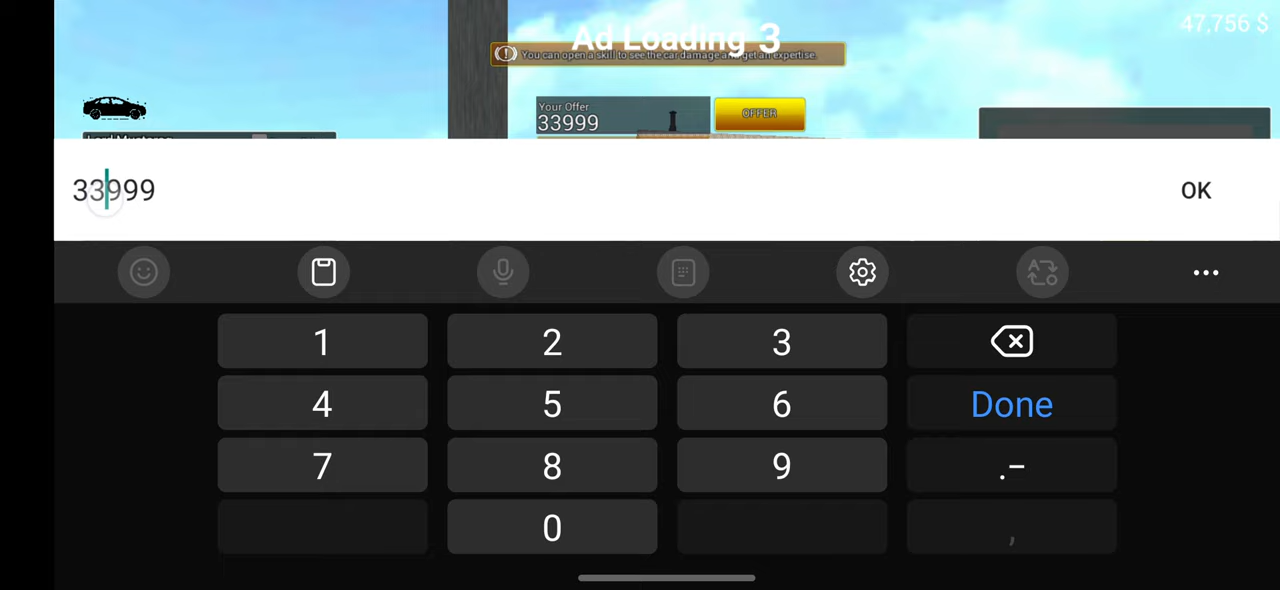 47,756 $
Ad Loading 3
You can open a skill to see the car damage and get an expertise.
Your Offer
33999
OFFER
33999
OK
1 2 3
4 5 6 Done
7 8 9 .-
0 ,